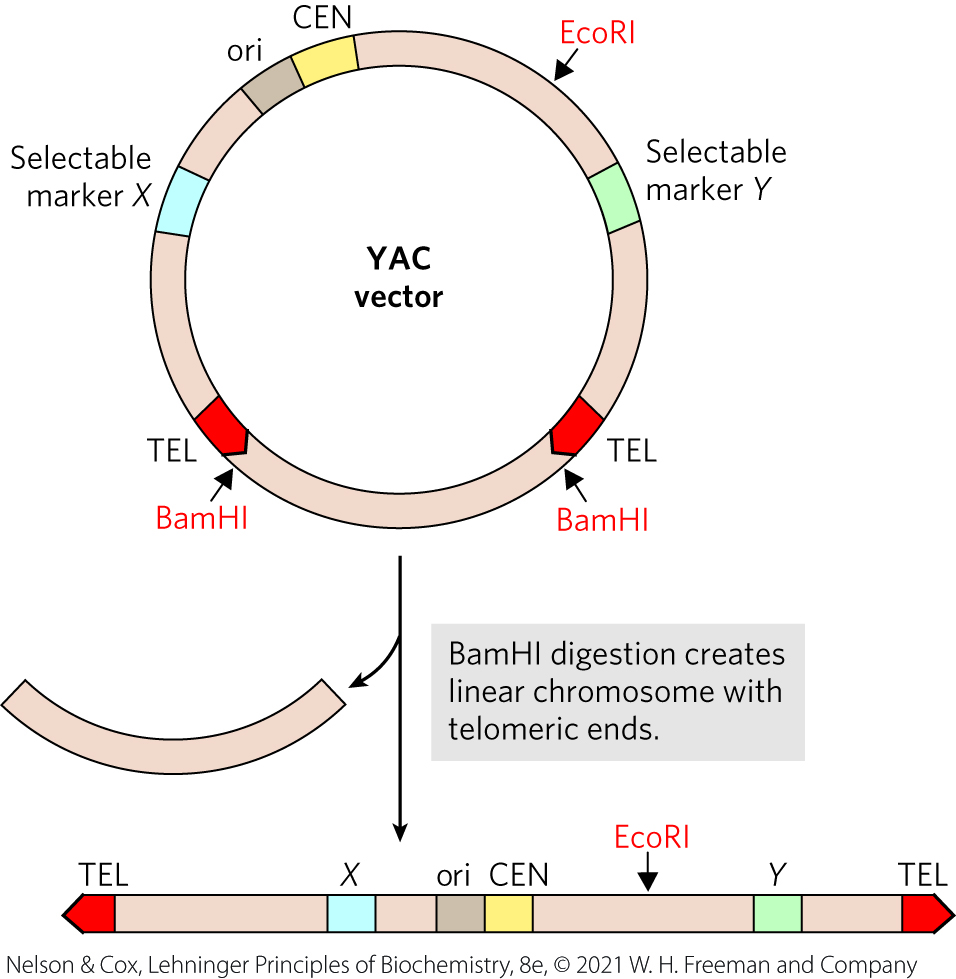 CEN
ori
EcoRI
Selectable
marker X
Selectable
marker Y
YAC
vector
TEL
TEL
BamHI
BamHI
BamHI digestion creates
linear chromosome with
telomeric ends.
EcoRI
TEL
X
ori
CEN
Y
TEL
Nelson & Cox, Lehninger Principles of Biochemistry, 8e, © 2021 W. H. Freeman and Company